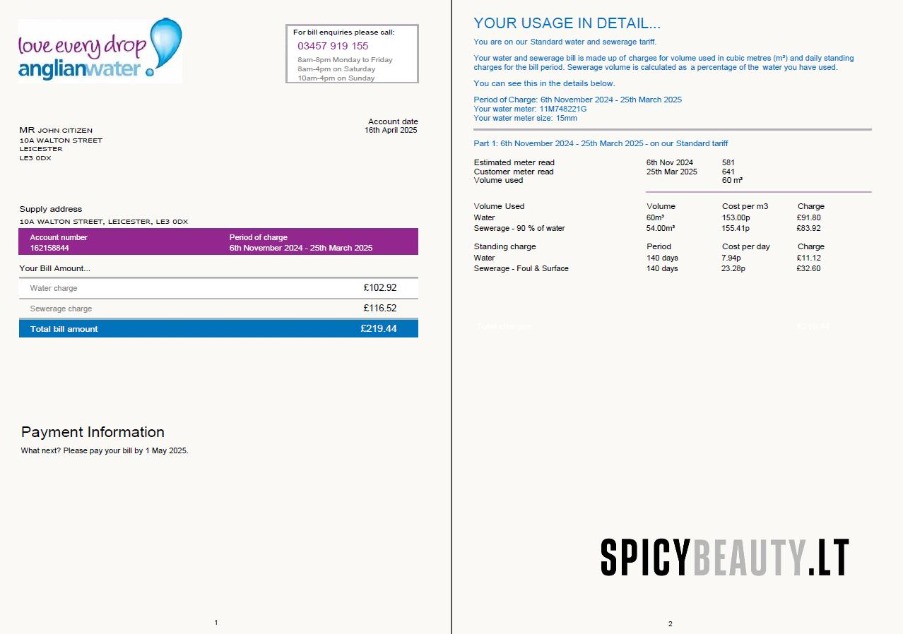 love every drop
anglianwater.
For bill enquiries please call:
03457 919 155
8am-8pm Monday to Friday
8am-4pm on Saturday
10am-4pm on Sunday
MR JOHN CITIZEN
10A WALTON STREET
LEICESTER
LE3 0DX
Account date
16th April 2025
Supply address
10A WALTON STREET, LEICESTER, LE3 0DX
Account number Period of charge
162158844 6th November 2024 - 25th March 2025
Your Bill Amount...
Water charge £102.92
Sewerage charge £116.52
Total bill amount £219.44
Payment Information
What next? Please pay your bill by 1 May 2025.
1
YOUR USAGE IN DETAIL...
You are on our Standard water and sewerage tariff.
Your water and sewerage bill is made up of charges for volume used in cubic metres (m³) and daily standing
charges for the bill period. Sewerage volume is calculated as a percentage of the water you have used.
You can see this in the details below.
Period of Charge: 6th November 2024 - 25th March 2025
Your water meter: 11M748221G
Your water meter size: 15mm
Part 1: 6th November 2024 - 25th March 2025 - on our Standard tariff
Estimated meter read 6th Nov 2024 581
Customer meter read 25th Mar 2025 641
Volume used 60 m³
Volume Used Volume Cost per m3 Charge
Water 60m³ 153.00p £91.80
Sewerage - 90 % of water 54.00m³ 155.41p £83.92
Standing charge Period Cost per day Charge
Water 140 days 7.94p £11.12
Sewerage - Foul & Surface 140 days 23.28p £32.60
SPICYBEAUTY.LT
2